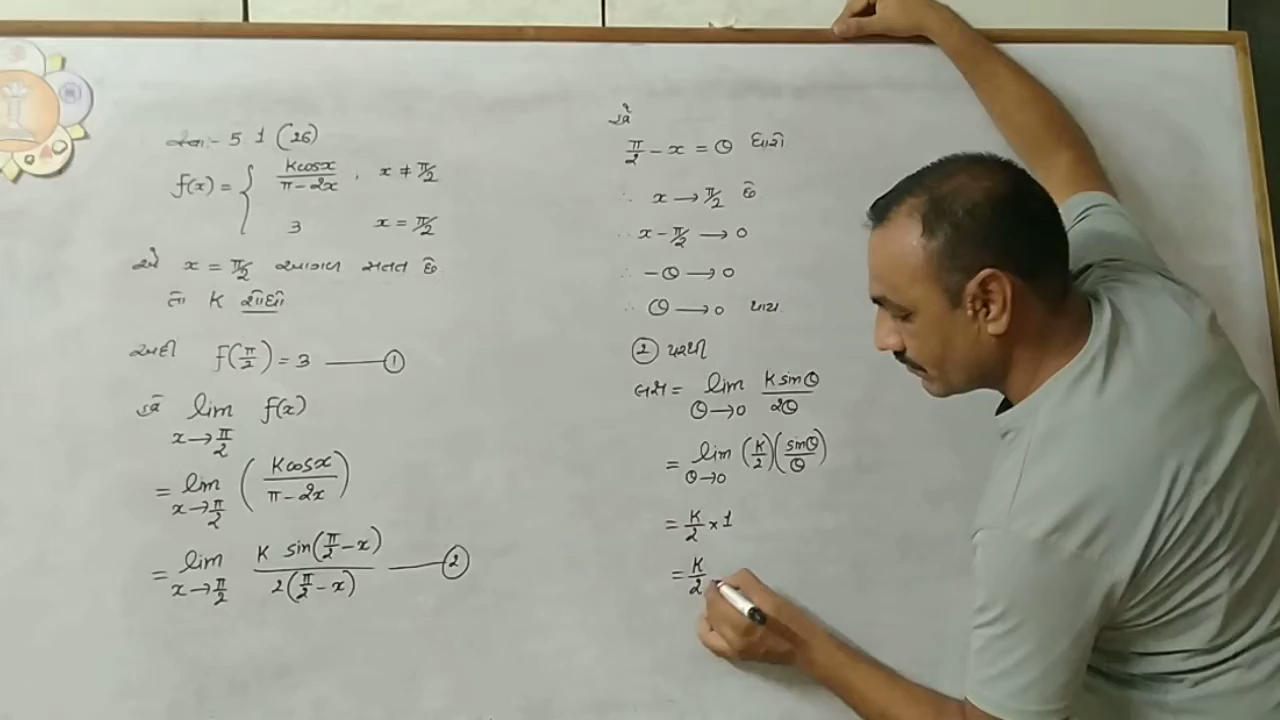 સ્વા:- 5 1 (26)
f(x) = { Kcosx / π-2x , x ≠ π/2
3 x = π/2
એ x = π/2 આગળ સતત છે
તો K શોધો
અહીં f(π/2) = 3 —— ①
હવે lim x→π/2 f(x)
= lim x→π/2 ( Kcosx / π-2x )
= lim x→π/2 K sin(π/2 - x) / 2(π/2 - x) —— ②
હવે
π/2 - x = θ ધારો
∴ x → π/2 છે
∴ x - π/2 → 0
∴ -θ → 0
∴ θ → 0 થાય
② પરથી
લક્ષ = lim θ→0 K sinθ / 2θ
= lim θ→0 (K/2)(sinθ/θ)
= K/2 × 1
= K/2